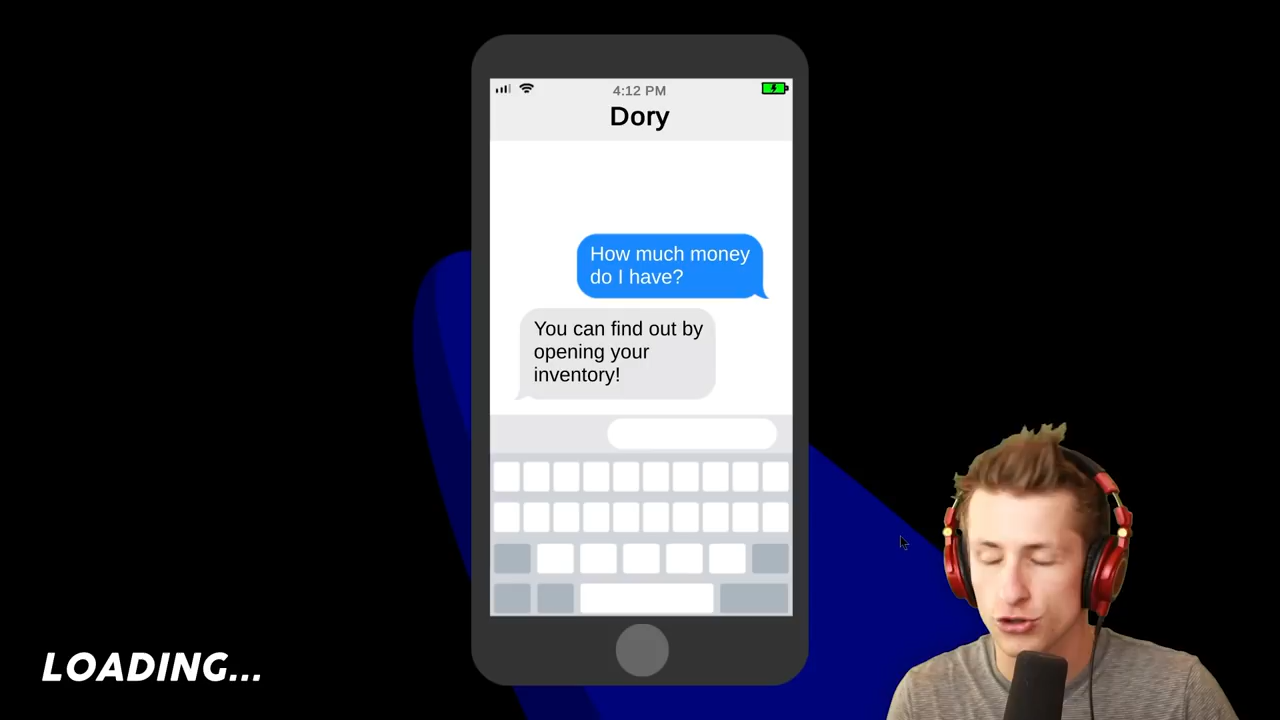 4:12 PM
Dory
How much money
do I have?
You can find out by
opening your
inventory!
LOADING...